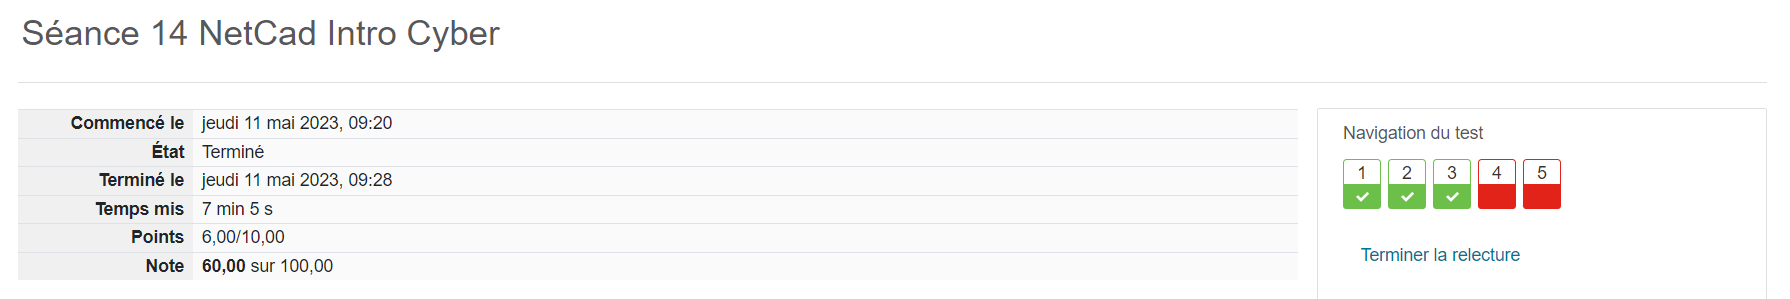 Séance 14 NetCad Intro Cyber
Commencé le jeudi 11 mai 2023, 09:20
État Terminé
Terminé le jeudi 11 mai 2023, 09:28
Temps mis 7 min 5 s
Points 6,00/10,00
Note 60,00 sur 100,00
Navigation du test
1 2 3 4 5
Terminer la relecture